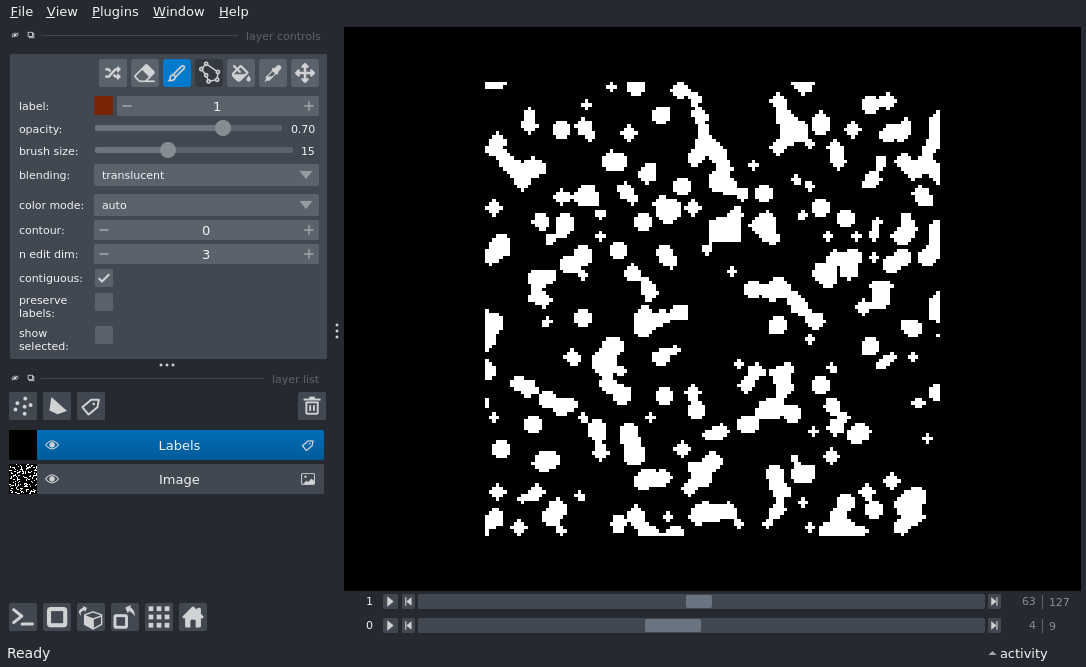 File View Plugins Window Help
layer controls
label: 1
opacity: 0.70
brush size: 15
blending: translucent
color mode: auto
contour: 0
n edit dim: 3
contiguous:
preserve
labels:
show
selected:
layer list
Labels
Image
1 63 127
0 4 9
Ready activity